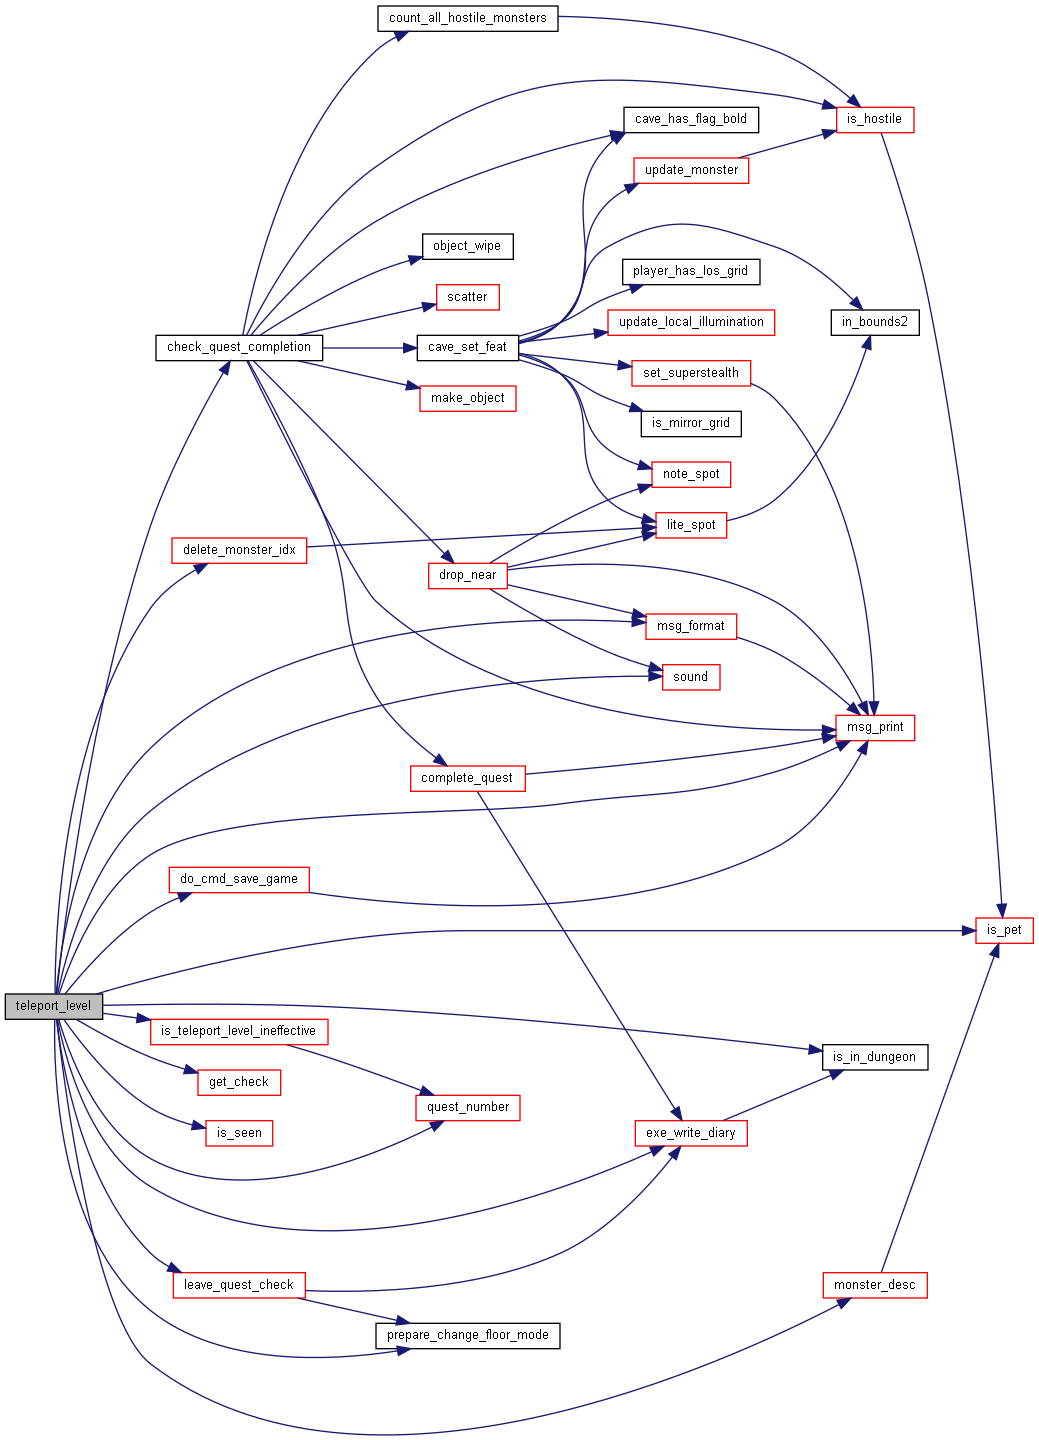 count_all_hostile_monsters
is_hostile
cave_has_flag_bold
update_monster
object_wipe
player_has_los_grid
scatter
update_local_illumination
in_bounds2
check_quest_completion
cave_set_feat
set_superstealth
make_object
is_mirror_grid
note_spot
lite_spot
delete_monster_idx
drop_near
msg_format
sound
msg_print
complete_quest
do_cmd_save_game
is_pet
teleport_level
is_teleport_level_ineffective
is_in_dungeon
get_check
quest_number
is_seen
exe_write_diary
leave_quest_check
monster_desc
prepare_change_floor_mode